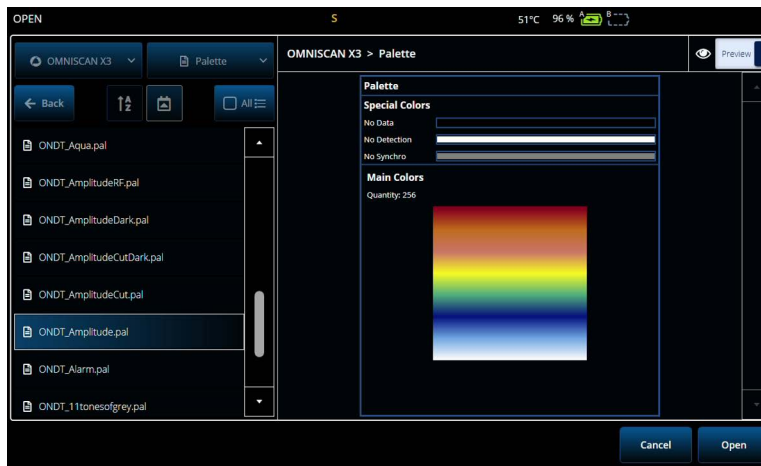 OPEN
S
51°C 96 % A B
OMNISCAN X3
Palette
OMNISCAN X3 > Palette
Preview
Back
A
Z
All
ONDT_Aqua.pal
ONDT_AmplitudeRF.pal
ONDT_AmplitudeDark.pal
ONDT_AmplitudeCutDark.pal
ONDT_AmplitudeCut.pal
ONDT_Amplitude.pal
ONDT_Alarm.pal
ONDT_11tonesofgrey.pal
Palette
Special Colors
No Data
No Detection
No Synchro
Main Colors
Quantity: 256
Cancel
Open